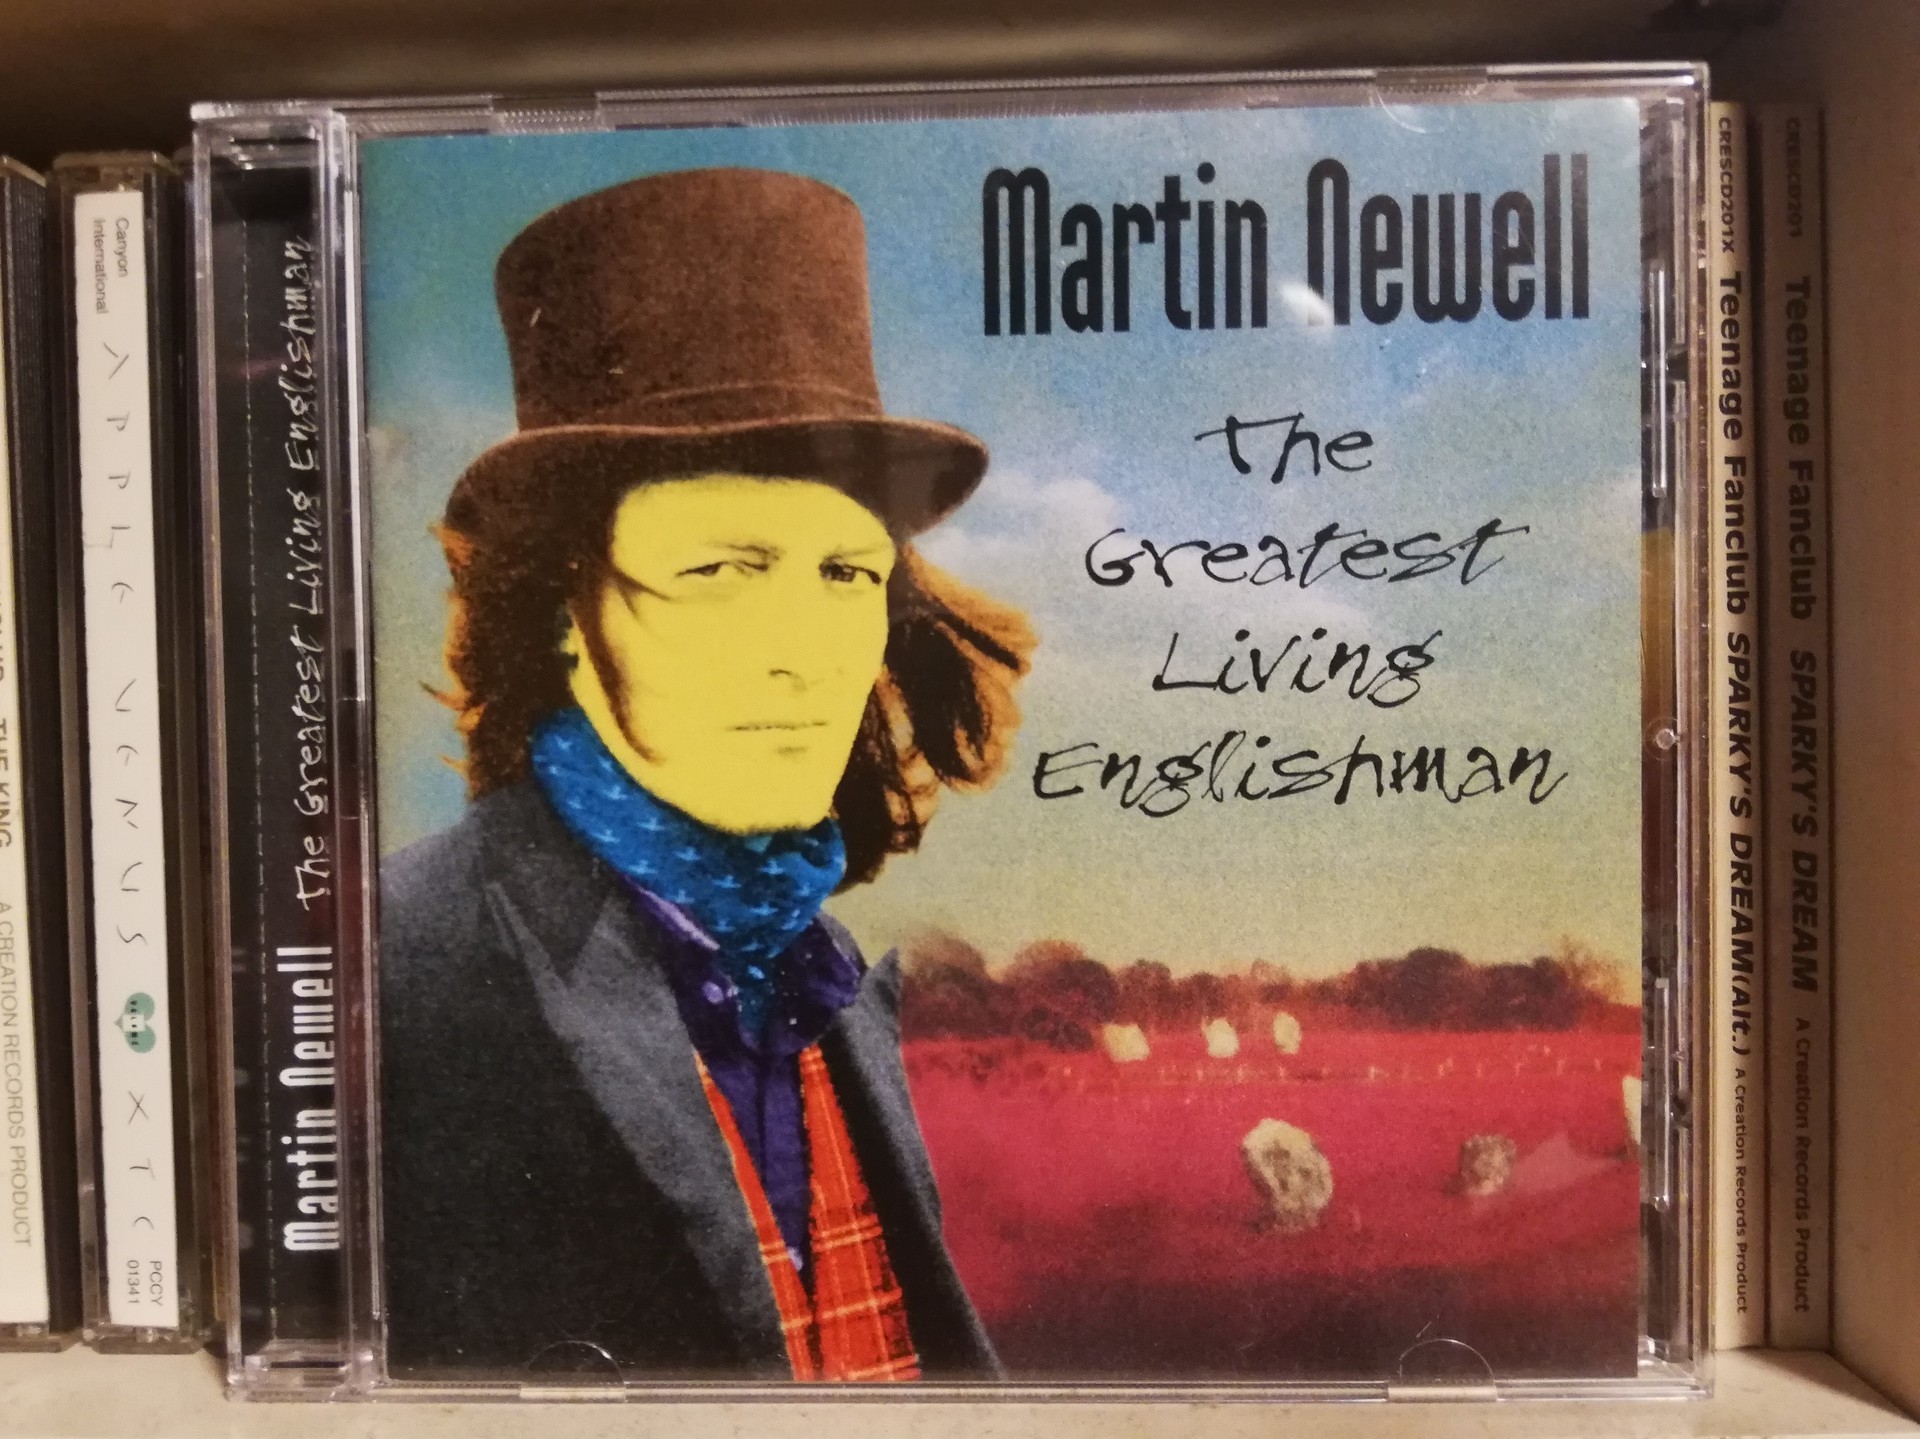 THE KING A CREATION RECORDS PRODUCT
Canyon
International
APPLE VENUS XTC
PCCY
01341
Martin Newell The Greatest Living Englishman
Martin Newell
The
Greatest
Living
Englishman
CRESCD201X Teenage Fanclub SPARKY'S DREAM(Alt.) A Creation Records Product
CRESCD201 Teenage Fanclub SPARKY'S DREAM A Creation Records Product